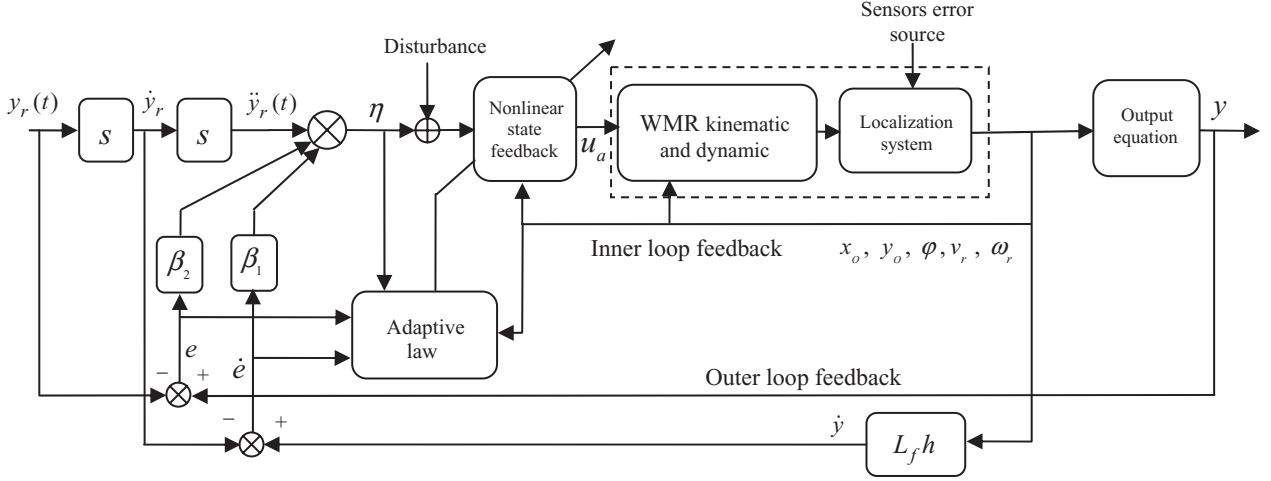 Sensors error
source
Disturbance
y_r(t)
s
ẏ_r
s
ÿ_r(t)
η
Nonlinear
state
feedback
u_a
WMR kinematic
and dynamic
Localization
system
Output
equation
y
Inner loop feedback
x_o, y_o, φ, v_r, ω_r
β_2
β_1
Adaptive
law
e
ė
−
+
Outer loop feedback
−
+
ẏ
L_f h